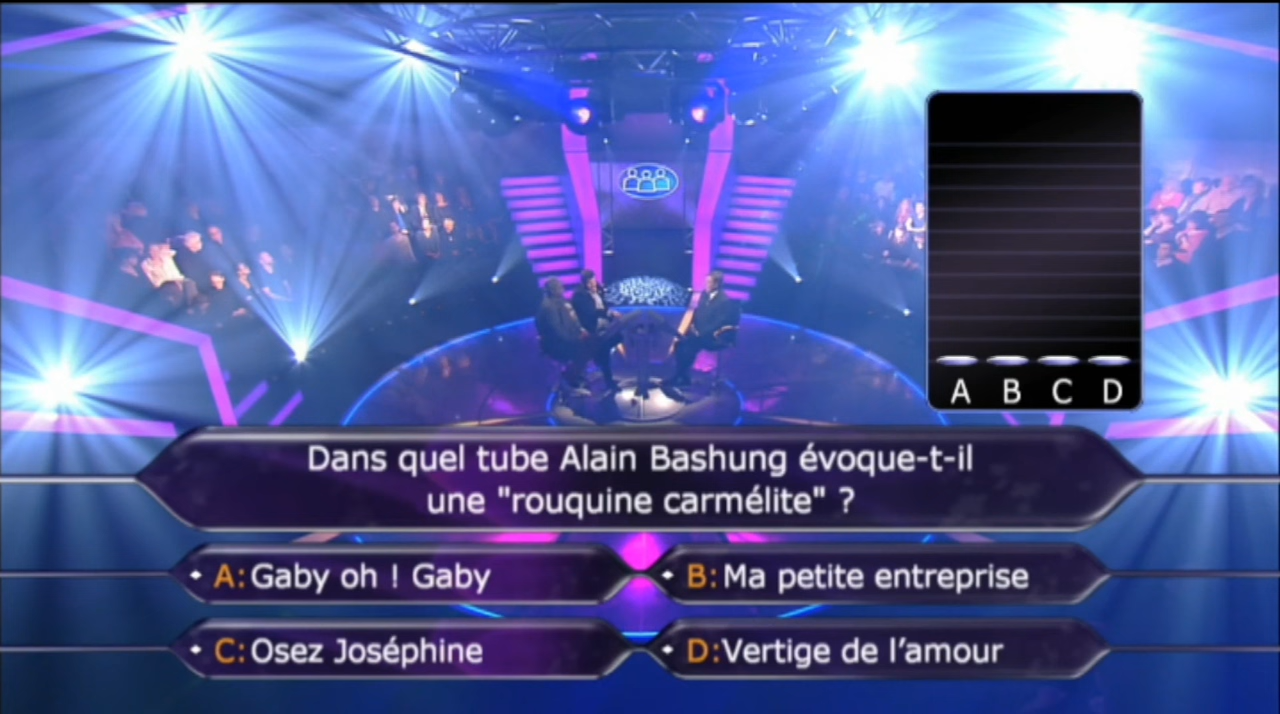 A B C D
Dans quel tube Alain Bashung évoque-t-il
une "rouquine carmélite" ?
A: Gaby oh ! Gaby
B: Ma petite entreprise
C: Osez Joséphine
D: Vertige de l'amour